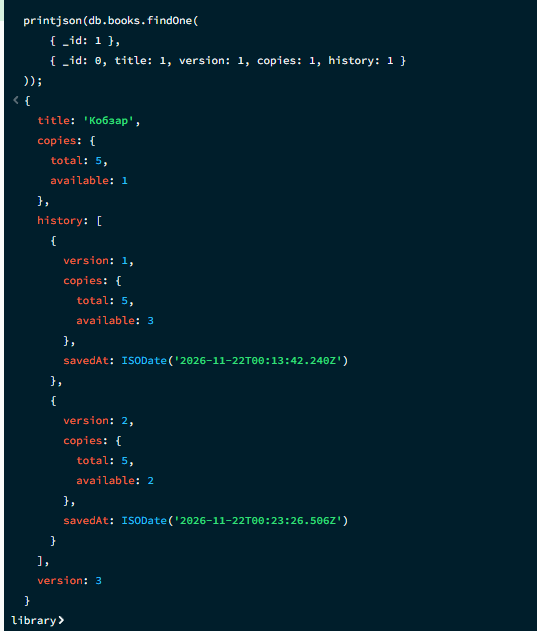 printjson(db.books.findOne(
    { _id: 1 },
    { _id: 0, title: 1, version: 1, copies: 1, history: 1 }
));
< {
  title: 'Кобзар',
  copies: {
    total: 5,
    available: 1
  },
  history: [
    {
      version: 1,
      copies: {
        total: 5,
        available: 3
      },
      savedAt: ISODate('2026-11-22T00:13:42.240Z')
    },
    {
      version: 2,
      copies: {
        total: 5,
        available: 2
      },
      savedAt: ISODate('2026-11-22T00:23:26.506Z')
    }
  ],
  version: 3
}
library>